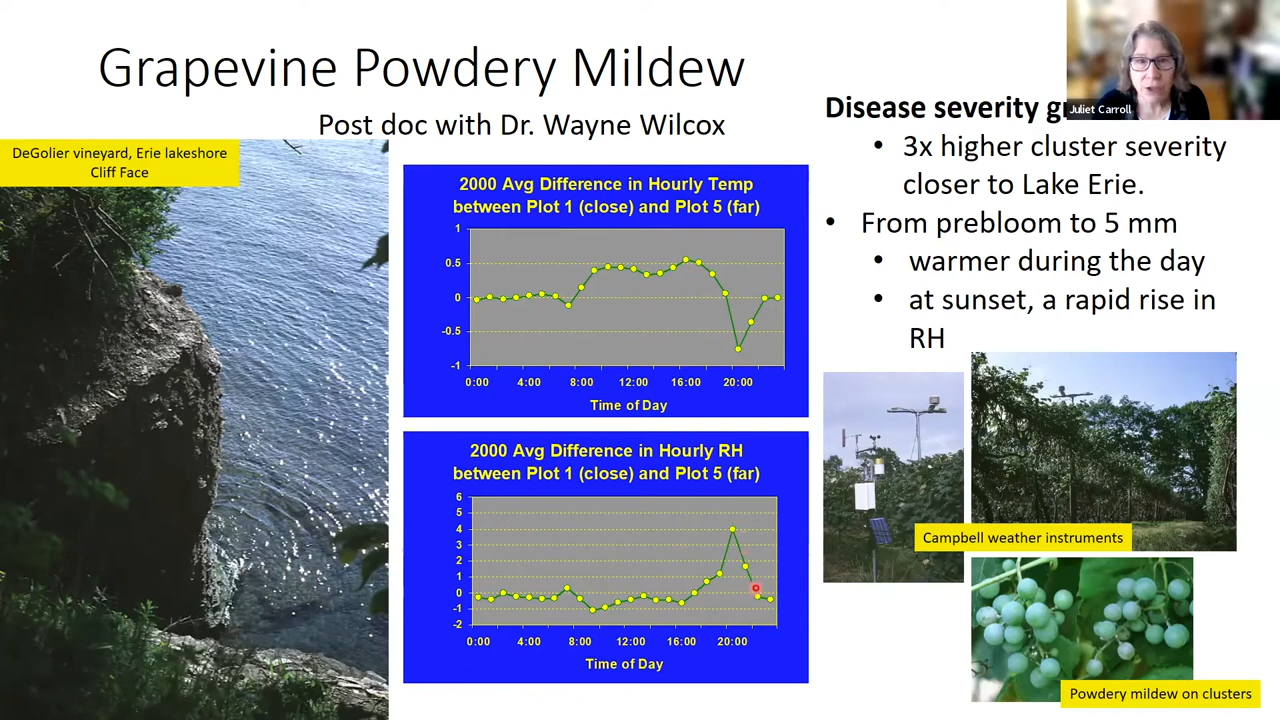 Grapevine Powdery Mildew
Post doc with Dr. Wayne Wilcox
DeGolier vineyard, Erie lakeshore
Cliff Face
2000 Avg Difference in Hourly Temp
between Plot 1 (close) and Plot 5 (far)
1
0.5
0
-0.5
-1
0:00 4:00 8:00 12:00 16:00 20:00
Time of Day
2000 Avg Difference in Hourly RH
between Plot 1 (close) and Plot 5 (far)
6
5
4
3
2
1
0
-1
-2
0:00 4:00 8:00 12:00 16:00 20:00
Time of Day
Juliet Carroll
Disease severity
• 3x higher cluster severity
closer to Lake Erie.
• From prebloom to 5 mm
• warmer during the day
• at sunset, a rapid rise in
RH
Campbell weather instruments
Powdery mildew on clusters